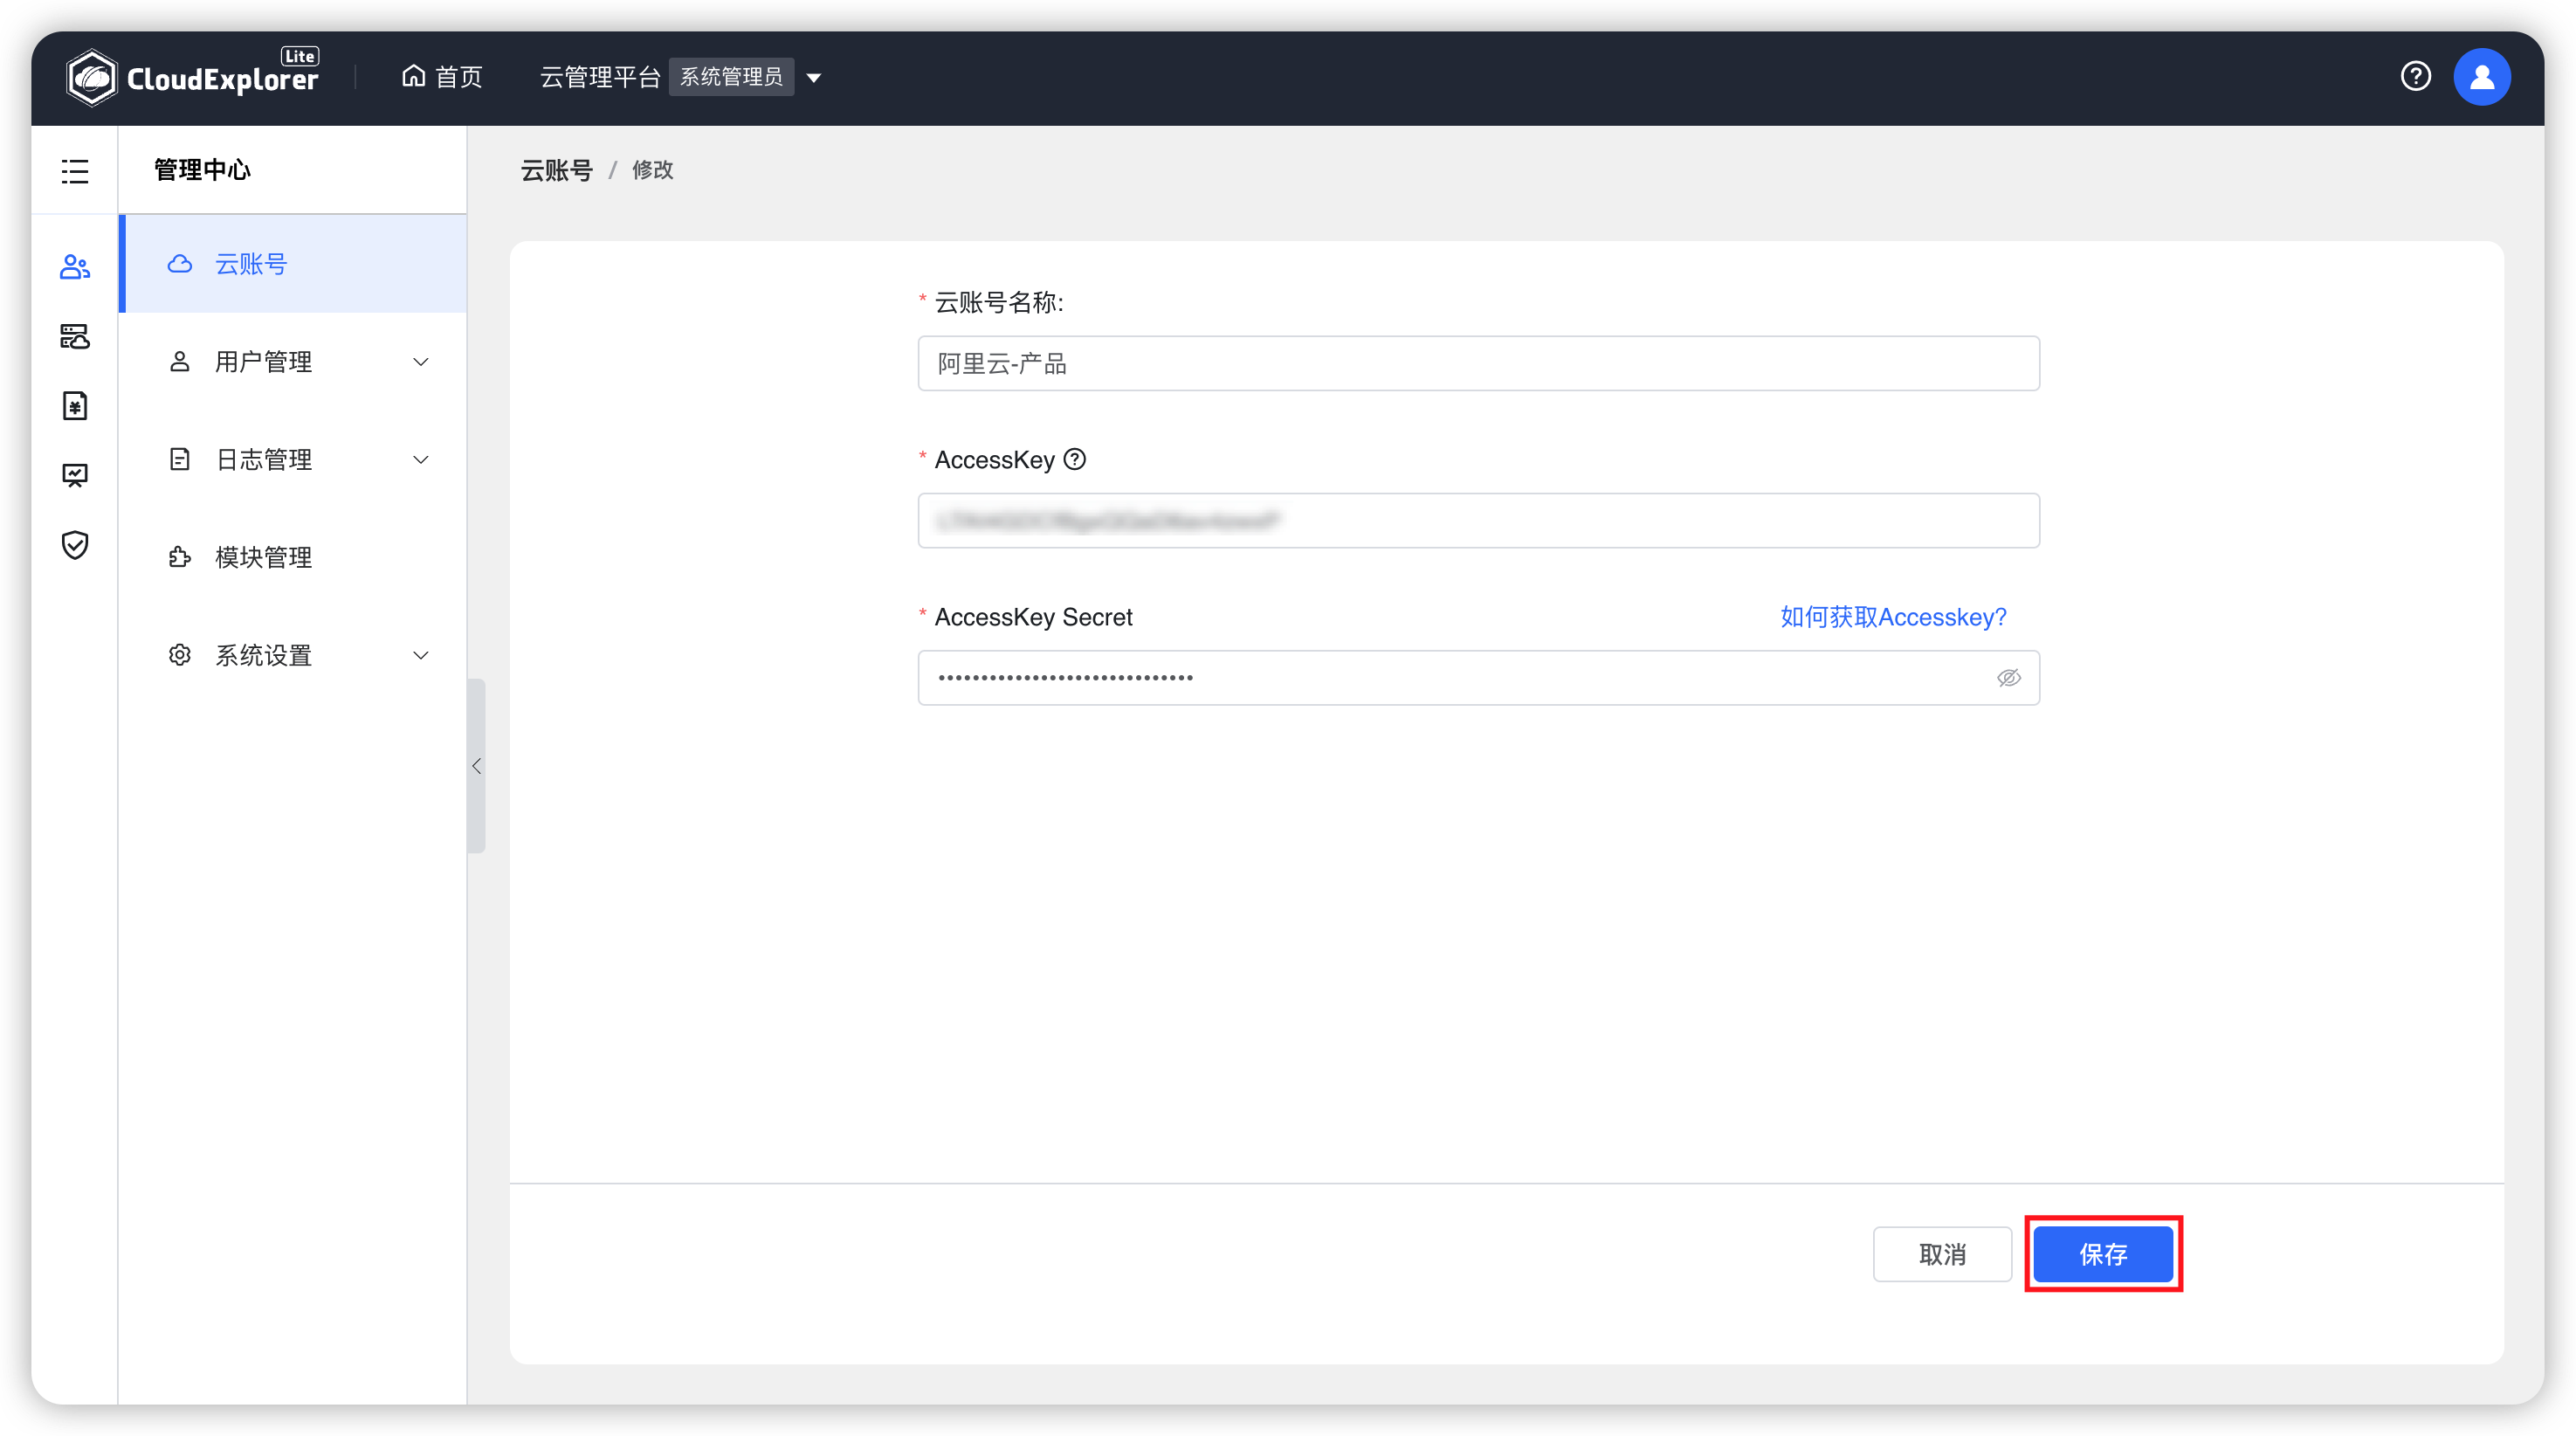 CloudExplorer Lite
首页
云管理平台 系统管理员
管理中心
云账号
用户管理
日志管理
模块管理
系统设置
云账号 / 修改
* 云账号名称:
阿里云-产品
* AccessKey
* AccessKey Secret
如何获取Accesskey?
取消
保存